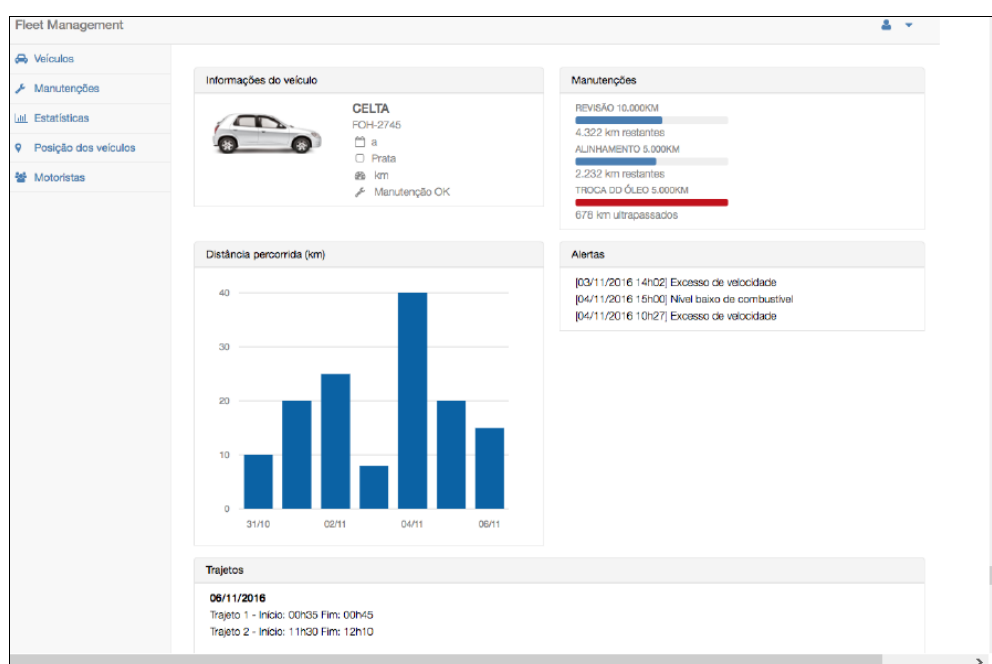 Fleet Management
Veículos
Manutenções
Estatísticas
Posição dos veículos
Motoristas
Informações do veículo
CELTA
FOH-2745
a
Prata
km
Manutenção OK
Manutenções
REVISÃO 10.000KM
4.322 km restantes
ALINHAMENTO 5.000KM
2.232 km restantes
TROCA DO ÓLEO 5.000KM
678 km ultrapassados
Distância percorrida (km)
40
30
20
10
0
31/10 02/11 04/11 06/11
Alertas
[03/11/2016 14h02] Excesso de velocidade
[04/11/2016 15h00] Nível baixo de combustível
[04/11/2016 10h27] Excesso de velocidade
Trajetos
06/11/2016
Trajeto 1 - Início: 00h35 Fim: 00h45
Trajeto 2 - Início: 11h30 Fim: 12h10